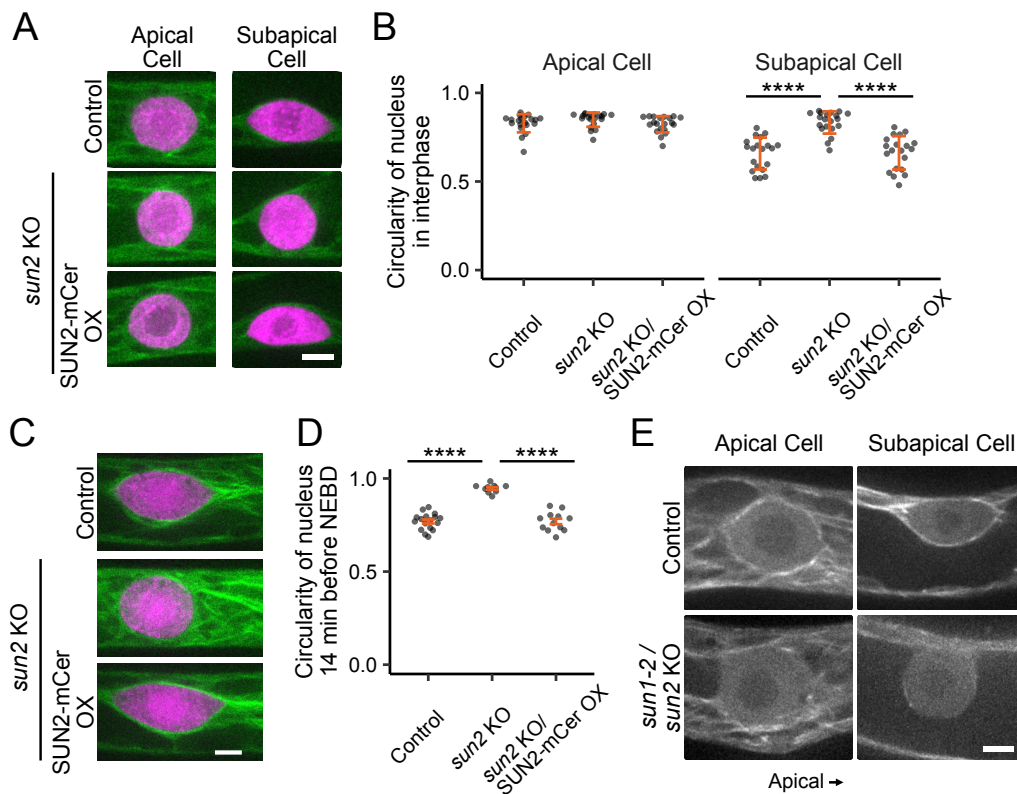 A
Apical
Cell
Subapical
Cell
Control
sun2 KO
SUN2-mCer
OX
B
Apical Cell
Subapical Cell
**** ****
Circularity of nucleus
in interphase
1.0
0.5
0.0
Control
sun2 KO
sun2 KO/
SUN2-mCer OX
Control
sun2 KO
sun2 KO/
SUN2-mCer OX
C
Control
sun2 KO
SUN2-mCer
OX
D
**** ****
Circularity of nucleus
14 min before NEBD
1.0
0.5
0.0
Control
sun2 KO
sun2 KO/
SUN2-mCer OX
E
Apical Cell
Subapical Cell
Control
sun1-2/
sun2 KO
Apical →